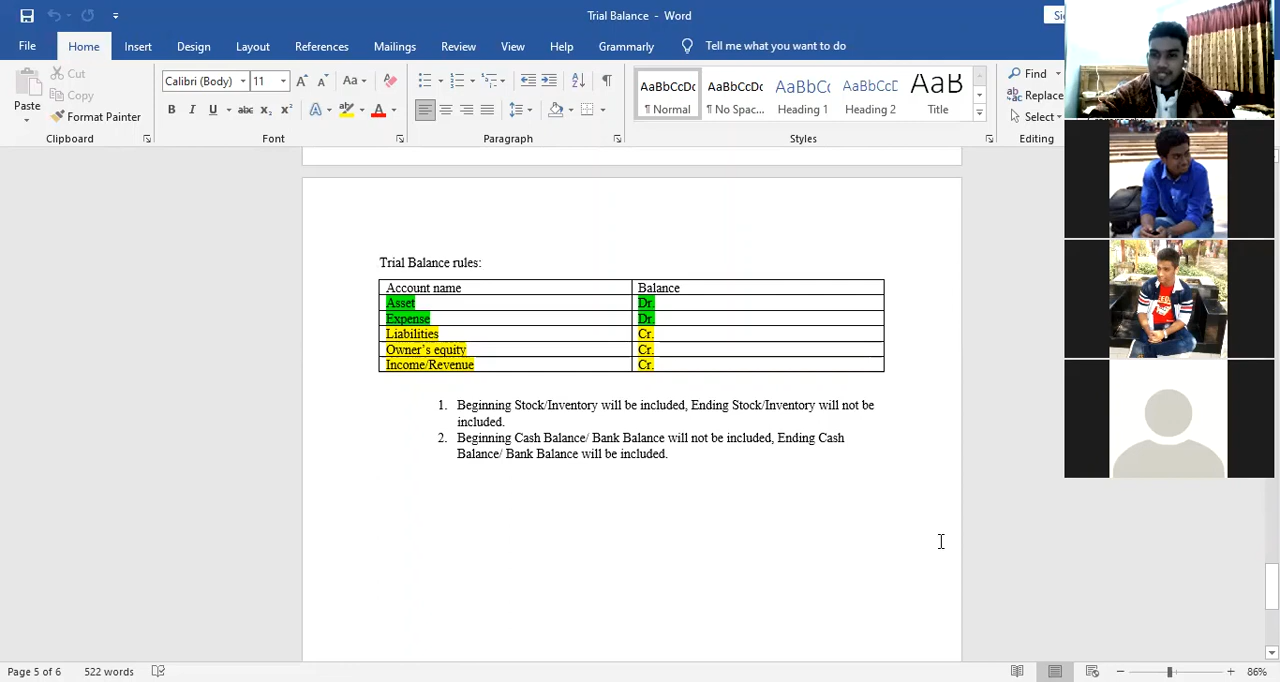 Trial Balance - Word
File Home Insert Design Layout References Mailings Review View Help Grammarly Tell me what you want to do
Paste
Cut
Copy
Format Painter
Clipboard
Calibri (Body) 11
Font
Paragraph
AaBbCcDc AaBbCcDc AaBbCc AaBbCcE AaB
¶ Normal ¶ No Spac... Heading 1 Heading 2 Title
Styles
Find
Replace
Select
Editing
Trial Balance rules:
Account name Balance
Asset Dr.
Expense Dr.
Liabilities Cr.
Owner's equity Cr.
Income/Revenue Cr.
1. Beginning Stock/Inventory will be included, Ending Stock/Inventory will not be
included.
2. Beginning Cash Balance/ Bank Balance will not be included, Ending Cash
Balance/ Bank Balance will be included.
Page 5 of 6 522 words 86%